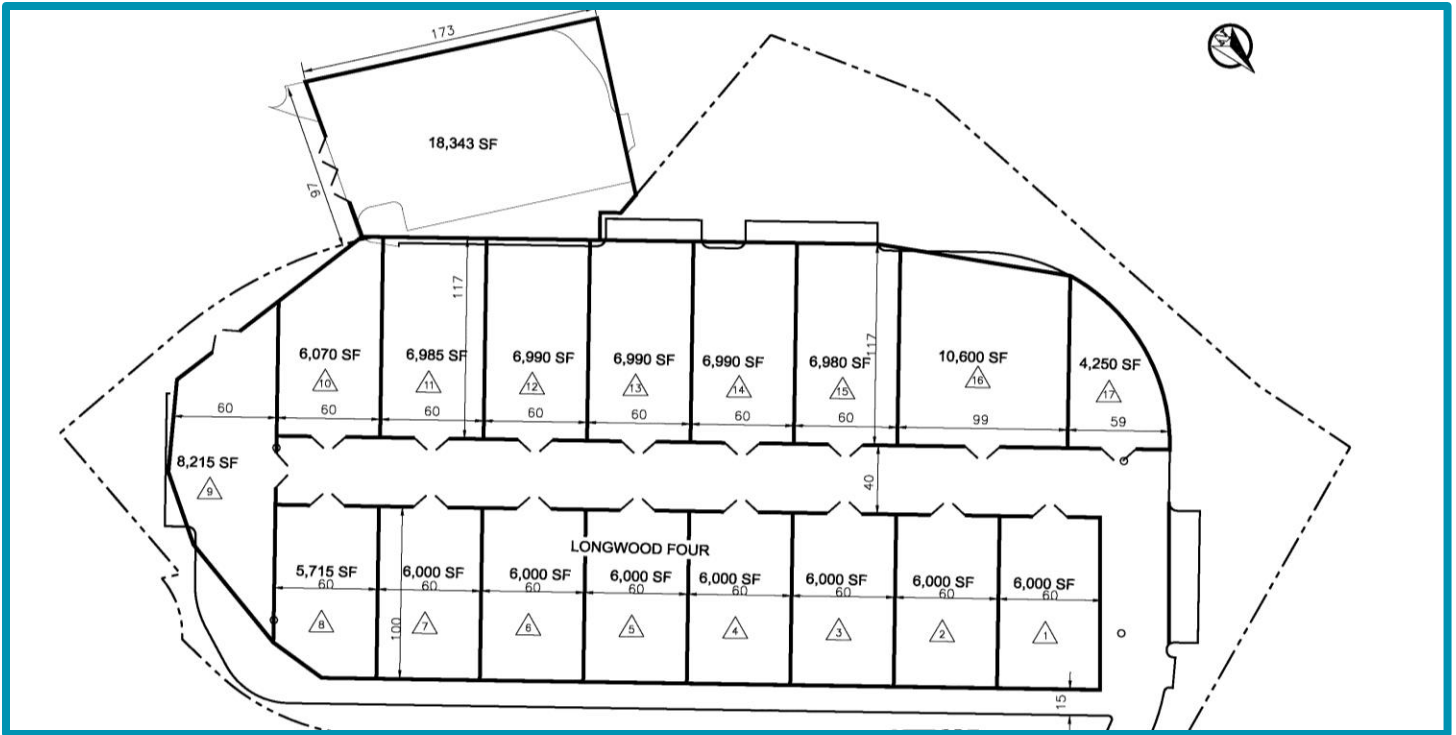 173
18,343 SF
97
117
117
6,070 SF
6,985 SF
6,990 SF
6,990 SF
6,990 SF
6,980 SF
10,600 SF
4,250 SF
10
11
12
13
14
15
16
17
60
60
60
60
60
60
60
99
59
8,215 SF
9
40
LONGWOOD FOUR
5,715 SF
6,000 SF
6,000 SF
6,000 SF
6,000 SF
6,000 SF
6,000 SF
6,000 SF
60
60
60
60
60
60
60
60
100
8
7
6
5
4
3
2
1
15